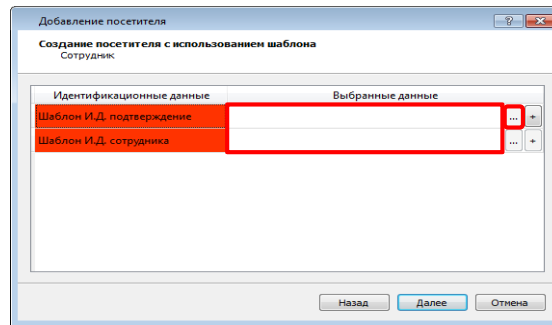 Добавление посетителя
Создание посетителя с использованием шаблона
Сотрудник
Идентификационные данные Выбранные данные
Шаблон И.Д. подтверждение ... +
Шаблон И.Д. сотрудника ... +
Назад Далее Отмена